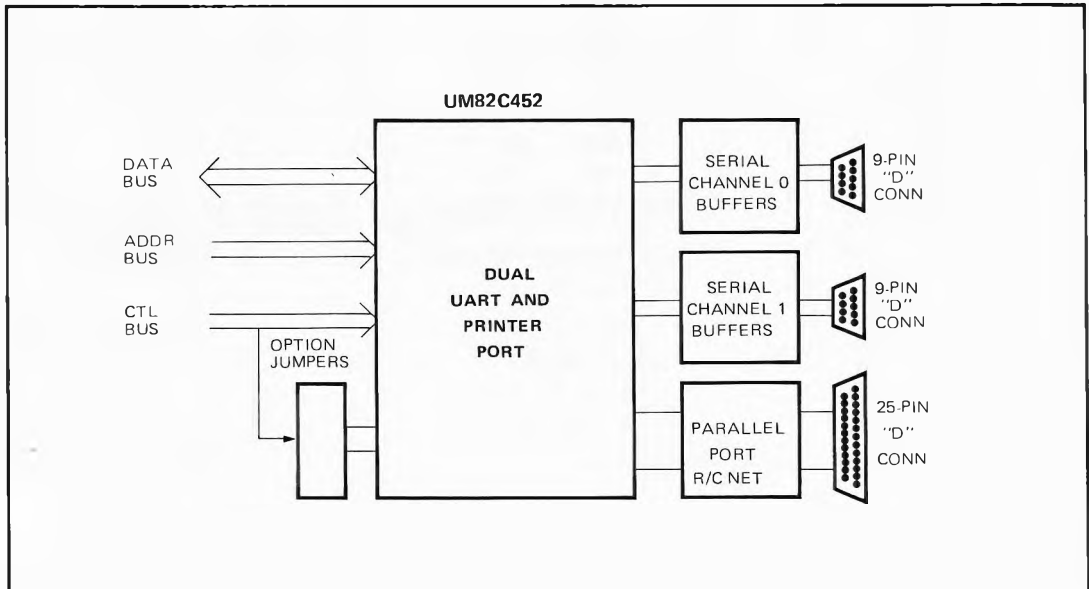 UM82C452
DATA
BUS
ADDR
BUS
CTL
BUS
OPTION
JUMPERS
DUAL
UART AND
PRINTER
PORT
SERIAL
CHANNEL 0
BUFFERS
9-PIN
"D"
CONN
SERIAL
CHANNEL 1
BUFFERS
9-PIN
"D"
CONN
PARALLEL
PORT
R/C NET
25-PIN
"D"
CONN